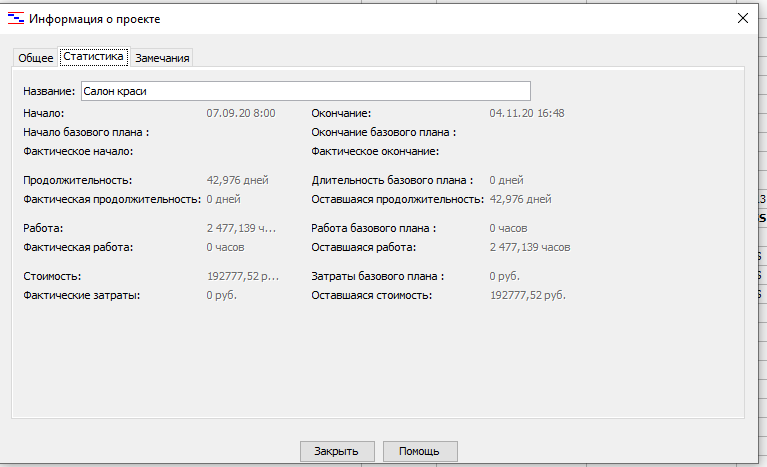 Информация о проекте
Общее Статистика Замечания
Название: Салон краси
Начало: 07.09.20 8:00 Окончание: 04.11.20 16:48
Начало базового плана : Окончание базового плана :
Фактическое начало: Фактическое окончание:
Продолжительность: 42,976 дней Длительность базового плана : 0 дней
Фактическая продолжительность: 0 дней Оставшаяся продолжительность: 42,976 дней
Работа: 2 477,139 ч... Работа базового плана : 0 часов
Фактическая работа: 0 часов Оставшаяся работа: 2 477,139 часов
Стоимость: 192777,52 р... Затраты базового плана : 0 руб.
Фактические затраты: 0 руб. Оставшаяся стоимость: 192777,52 руб.
Закрыть Помощь